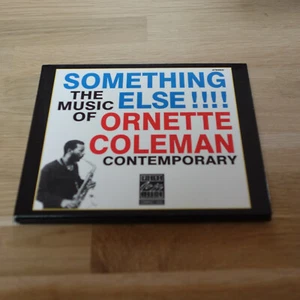 SOMETHING
THE ELSE!!!!
MUSIC
OF ORNETTE
COLEMAN
CONTEMPORARY